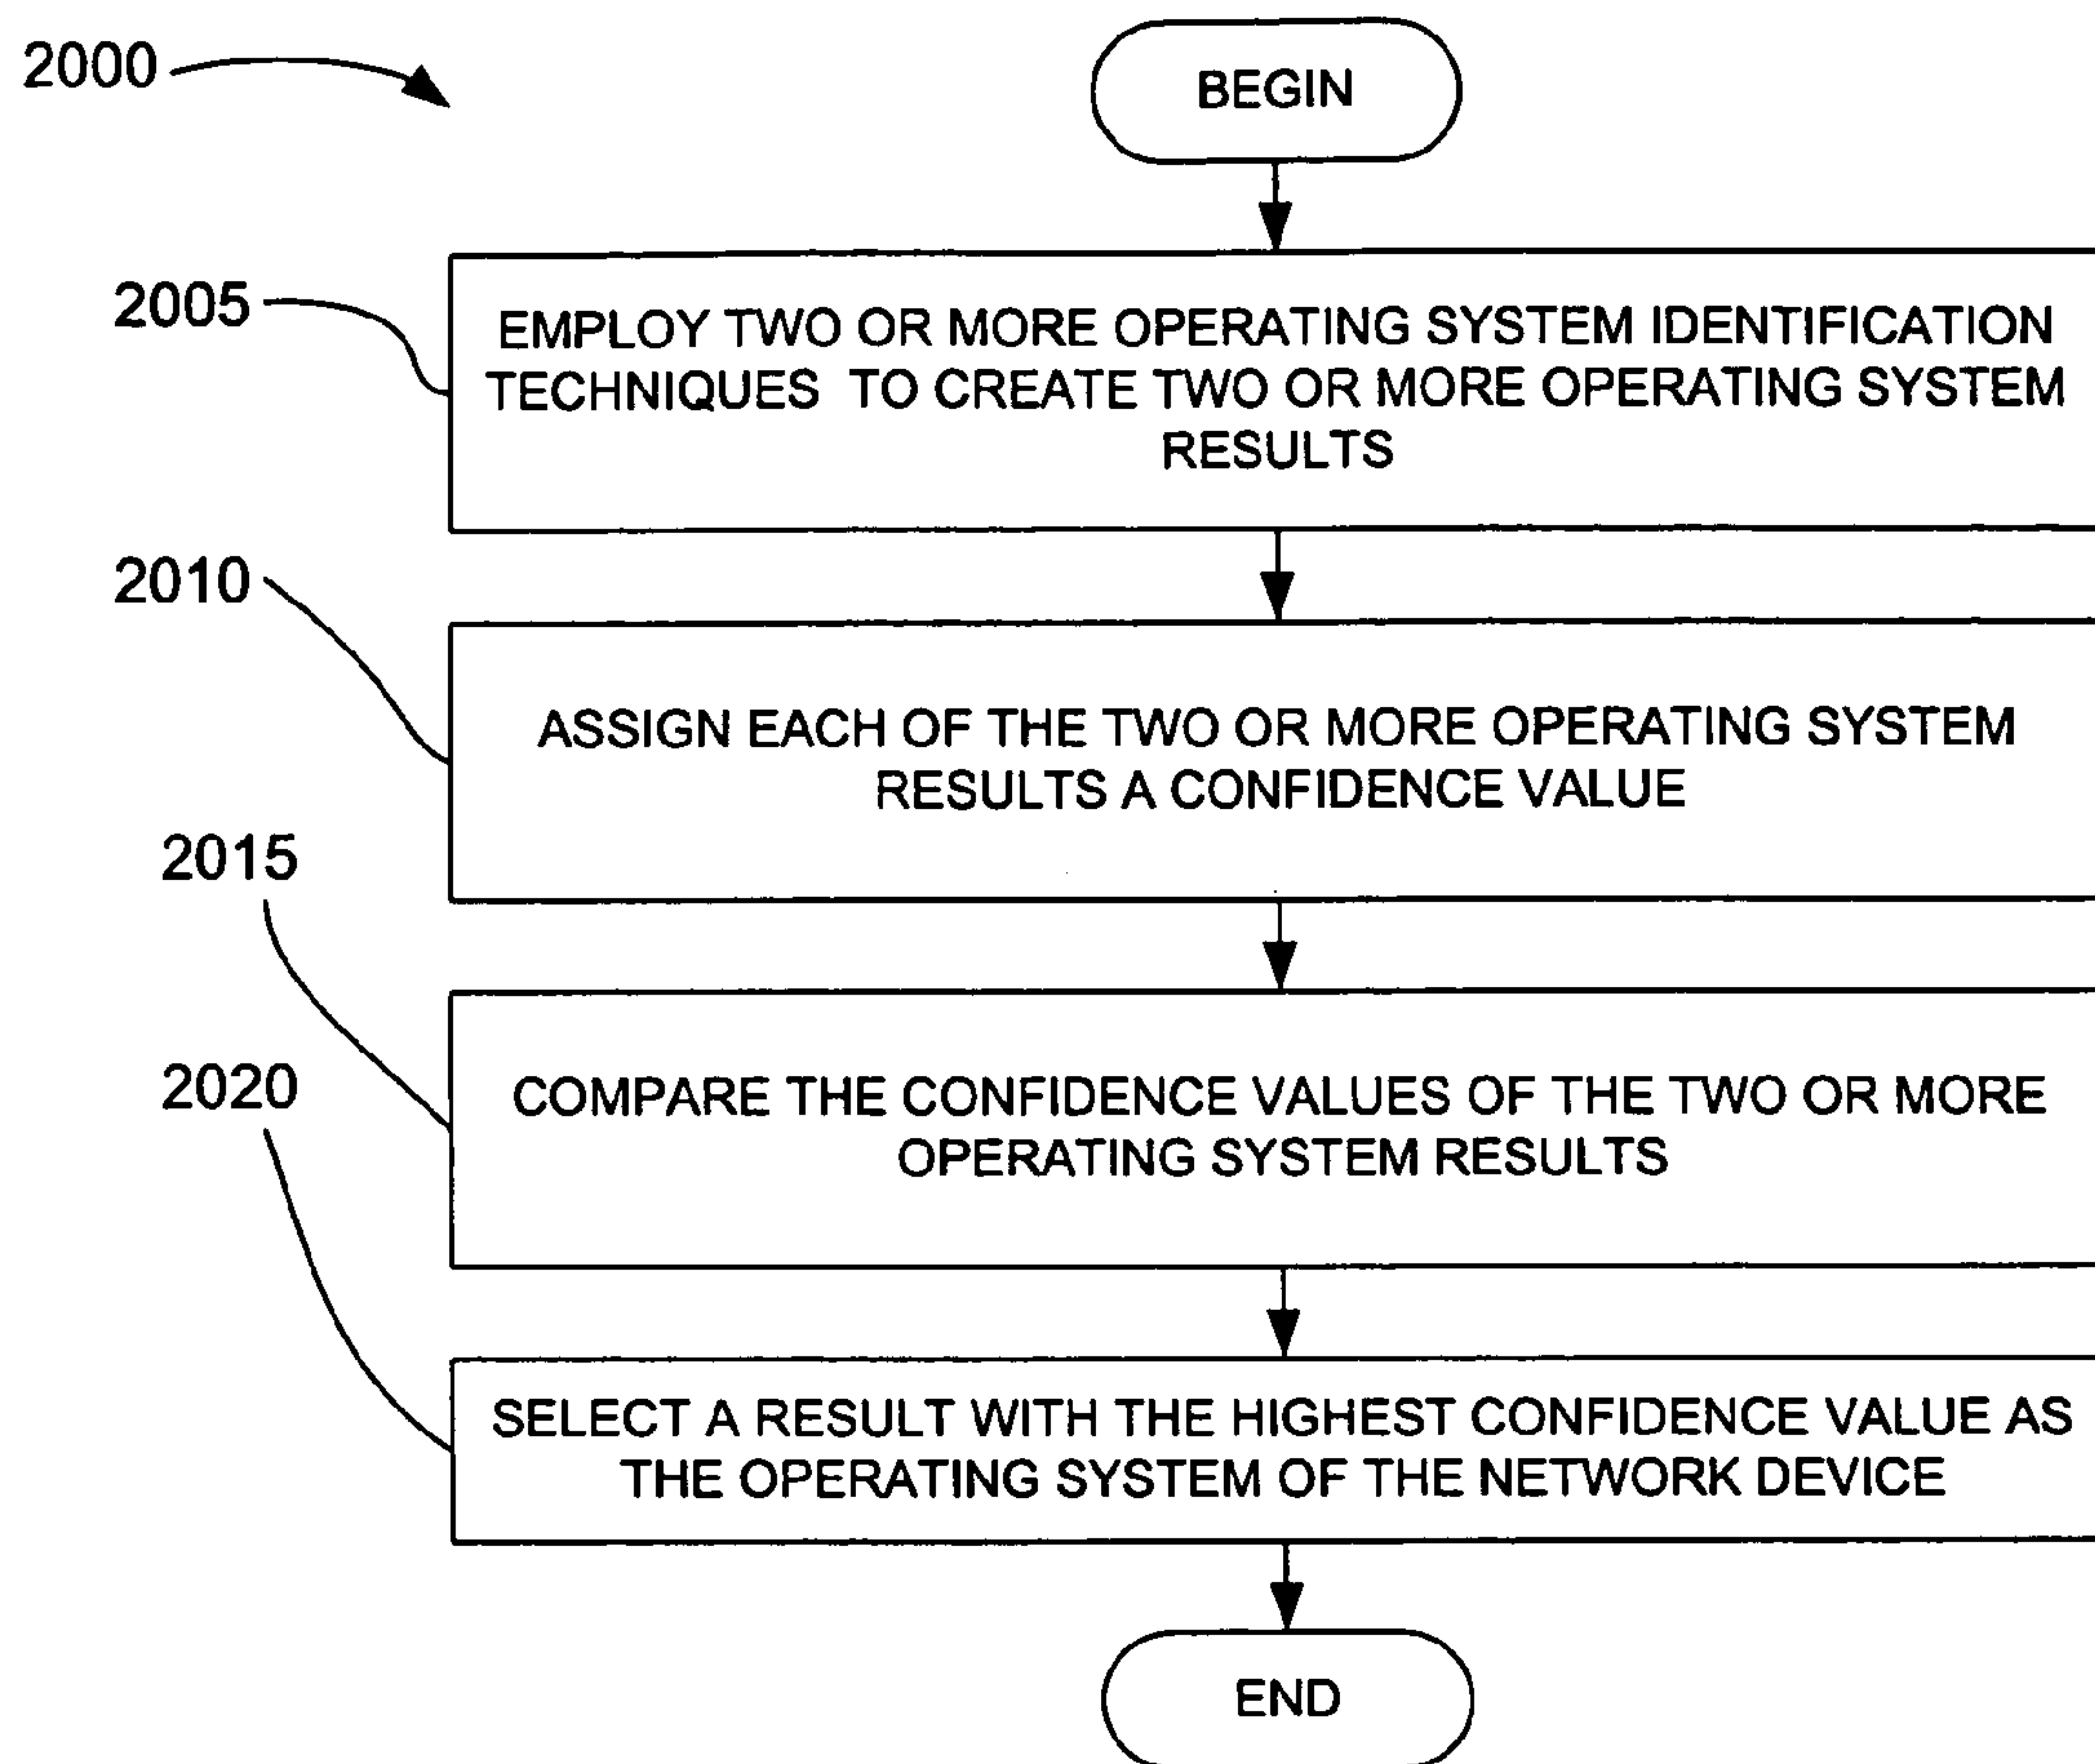 2000
BEGIN
2005
EMPLOY TWO OR MORE OPERATING SYSTEM IDENTIFICATION
TECHNIQUES TO CREATE TWO OR MORE OPERATING SYSTEM
RESULTS
2010
ASSIGN EACH OF THE TWO OR MORE OPERATING SYSTEM
RESULTS A CONFIDENCE VALUE
2015
COMPARE THE CONFIDENCE VALUES OF THE TWO OR MORE
OPERATING SYSTEM RESULTS
2020
SELECT A RESULT WITH THE HIGHEST CONFIDENCE VALUE AS
THE OPERATING SYSTEM OF THE NETWORK DEVICE
END